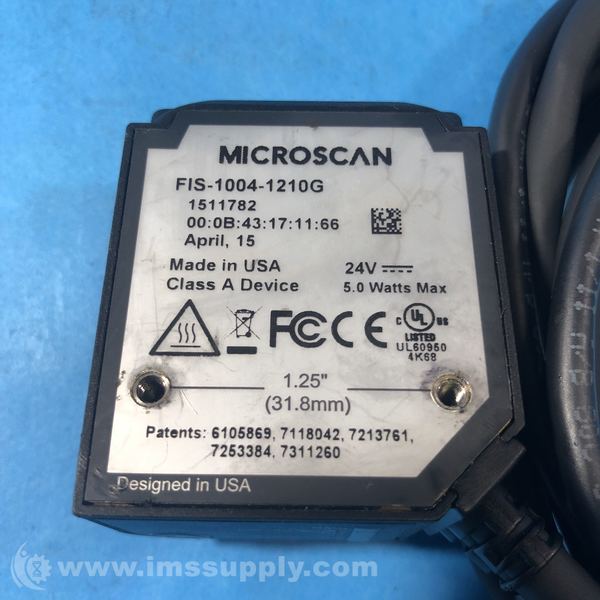 MICROSCAN
FIS-1004-1210G
1511782
00:0B:43:17:11:66
April, 15
Made in USA 24V
Class A Device 5.0 Watts Max
FC CE
C UL US
LISTED
UL60950
4K68
1.25"
(31.8mm)
Patents: 6105869, 7118042, 7213761,
7253384, 7311260
Designed in USA
www.imssupply.com